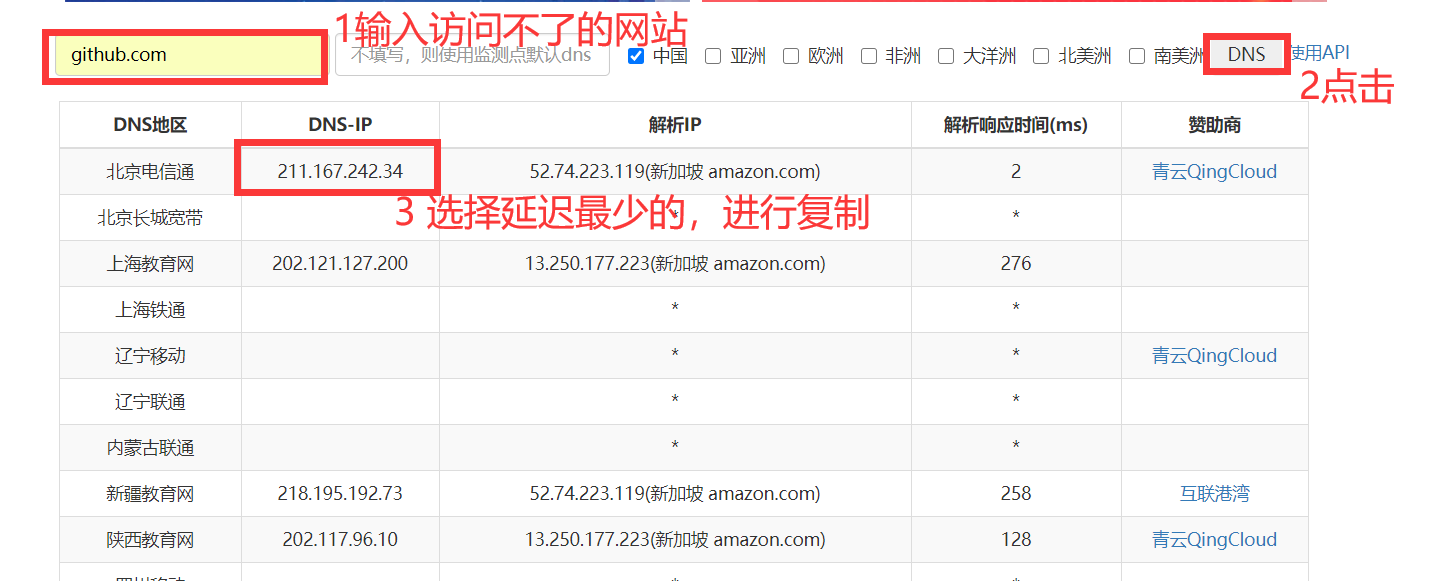 1输入访问不了的网站
github.com 不填写，则使用监测点默认dns 中国 亚洲 欧洲 非洲 大洋洲 北美洲 南美洲 DNS 使用API
2点击
DNS地区 DNS-IP 解析IP 解析响应时间(ms) 赞助商
北京电信通 211.167.242.34 52.74.223.119(新加坡 amazon.com) 2 青云QingCloud
3 选择延迟最少的，进行复制
北京长城宽带 * *
上海教育网 202.121.127.200 13.250.177.223(新加坡 amazon.com) 276
上海铁通 * *
辽宁移动 * * 青云QingCloud
辽宁联通 * *
内蒙古联通 * *
新疆教育网 218.195.192.73 52.74.223.119(新加坡 amazon.com) 258 互联港湾
陕西教育网 202.117.96.10 13.250.177.223(新加坡 amazon.com) 128 青云QingCloud